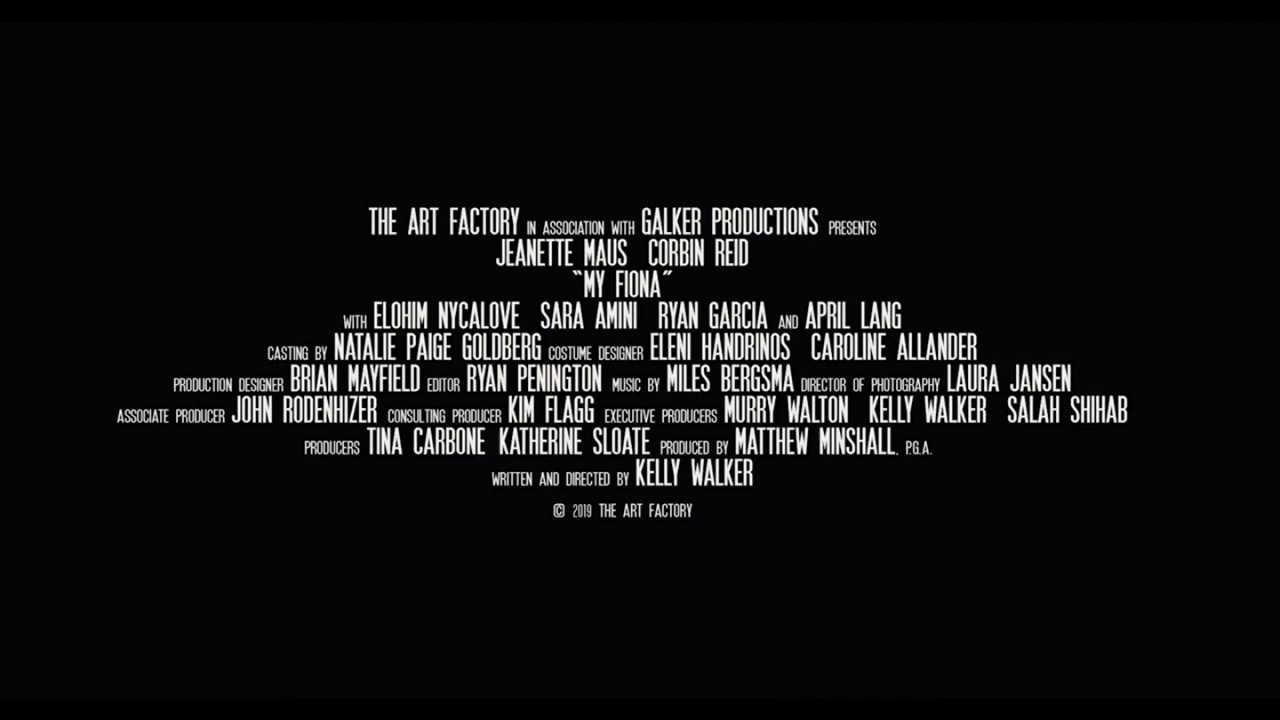 THE ART FACTORY IN ASSOCIATION WITH GALKER PRODUCTIONS PRESENTS
JEANETTE MAUS CORBIN REID
"MY FIONA"
WITH ELOHIM NYCALOVE SARA AMINI RYAN GARCIA AND APRIL LANG
CASTING BY NATALIE PAIGE GOLDBERG COSTUME DESIGNER ELENI HANDRINOS CAROLINE ALLANDER
PRODUCTION DESIGNER BRIAN MAYFIELD EDITOR RYAN PENINGTON MUSIC BY MILES BERGSMA DIRECTOR OF PHOTOGRAPHY LAURA JANSEN
ASSOCIATE PRODUCER JOHN RODENHIZER CONSULTING PRODUCER KIM FLAGG EXECUTIVE PRODUCERS MURRY WALTON KELLY WALKER SALAH SHIHAB
PRODUCERS TINA CARBONE KATHERINE SLOATE PRODUCED BY MATTHEW MINSHALL, P.G.A.
WRITTEN AND DIRECTED BY KELLY WALKER
© 2019 THE ART FACTORY